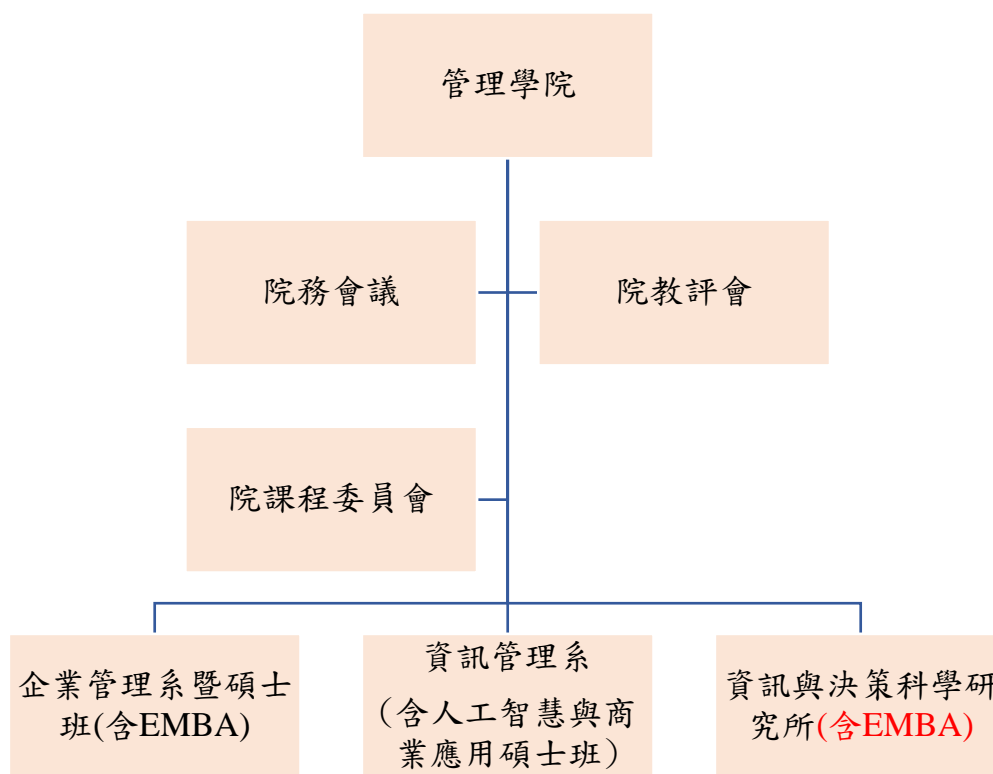 管理學院
院務會議
院教評會
院課程委員會
企業管理系暨碩士
班(含EMBA)
資訊管理系
（含人工智慧與商
業應用碩士班）
資訊與決策科學研
究所(含EMBA)